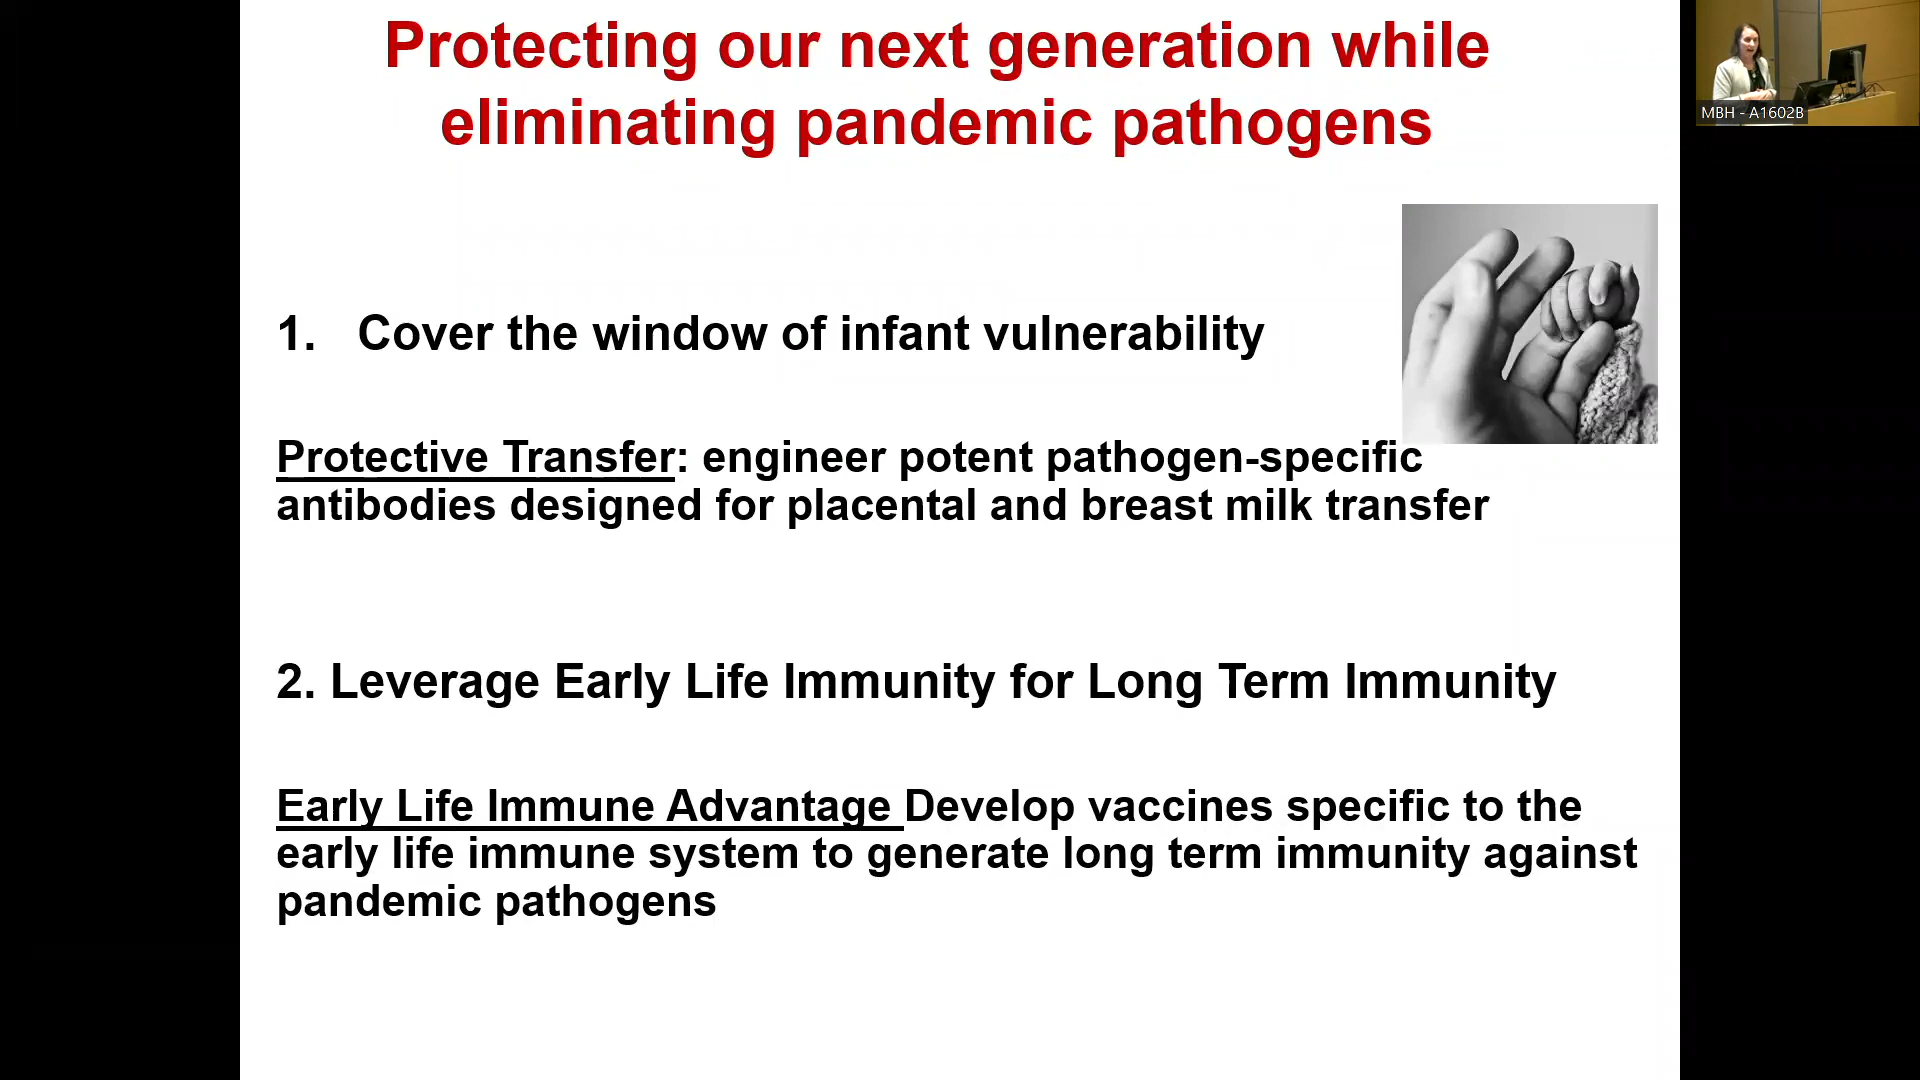 Protecting our next generation while
eliminating pandemic pathogens
MBH - A1602B
1. Cover the window of infant vulnerability
Protective Transfer: engineer potent pathogen-specific
antibodies designed for placental and breast milk transfer
2. Leverage Early Life Immunity for Long Term Immunity
Early Life Immune Advantage Develop vaccines specific to the
early life immune system to generate long term immunity against
pandemic pathogens